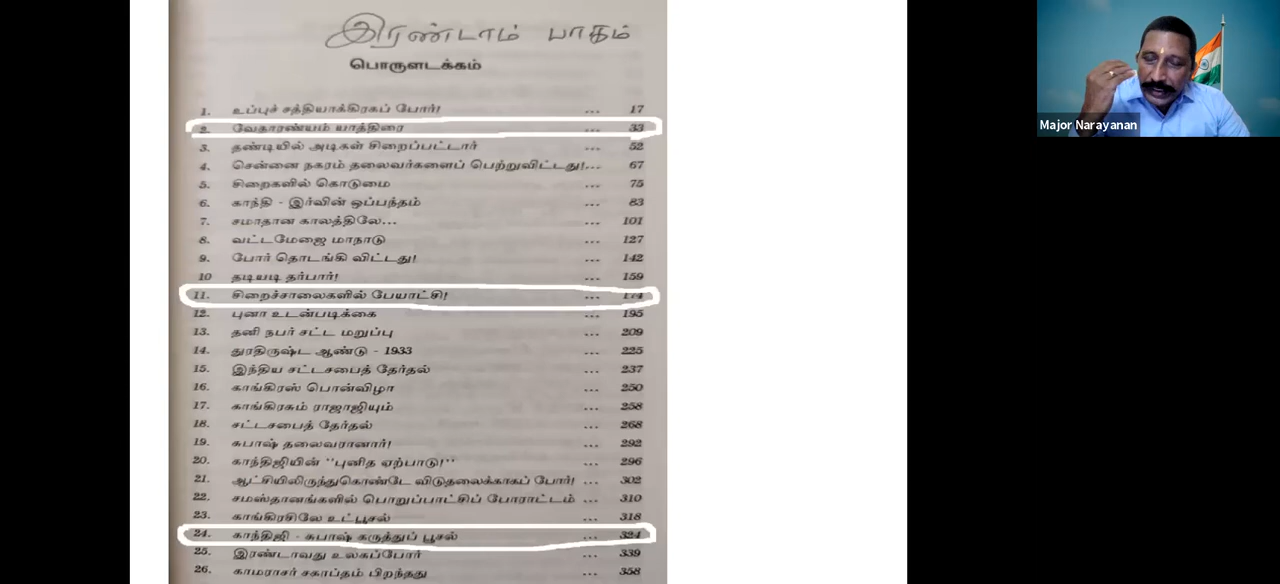 இரண்டாம் பாகம்
பொருளடக்கம்
1. உப்புச் சத்தியாக்கிரகப் போர்! ... 17
2. வேதாரண்யம் யாத்திரை ... 33
3. தண்டியில் அடிகள் சிறைப்பட்டார் ... 52
4. சென்னை நகரம் தலைவர்களைப் பெற்றுவிட்டது!... 67
5. சிறைகளில் கொடுமை ... 75
6. காந்தி - இர்வின் ஒப்பந்தம் ... 83
7. சமாதான காலத்திலே... ... 101
8. வட்டமேஜை மாநாடு ... 127
9. போர் தொடங்கி விட்டது! ... 142
10 தடியடி தர்பார்! ... 159
11. சிறைச்சாலைகளில் பேயாட்சி! ... 174
12. புனா உடன்படிக்கை ... 195
13. தனி நபர் சட்ட மறுப்பு ... 209
14. துரதிருஷ்ட ஆண்டு - 1933 ... 225
15. இந்திய சட்டசபைத் தேர்தல் ... 237
16. காங்கிரஸ் பொன்விழா ... 250
17. காங்கிரசும் ராஜாஜியும் ... 258
18. சட்டசபைத் தேர்தல் ... 268
19. சுபாஷ் தலைவரானார்! ... 292
20. காந்திஜியின் "புனித ஏற்பாடு!" ... 296
21. ஆட்சியிலிருந்துகொண்டே விடுதலைக்காகப் போர்! ... 302
22. சமஸ்தானங்களில் பொறுப்பாட்சிப் போராட்டம் ... 310
23. காங்கிரசிலே உட்பூசல் ... 318
24. காந்திஜி - சுபாஷ் கருத்துப் பூசல் ... 324
25. இரண்டாவது உலகப்போர் ... 339
26. காமராசர் சகாப்தம் பிறந்தது ... 358
Major Narayanan